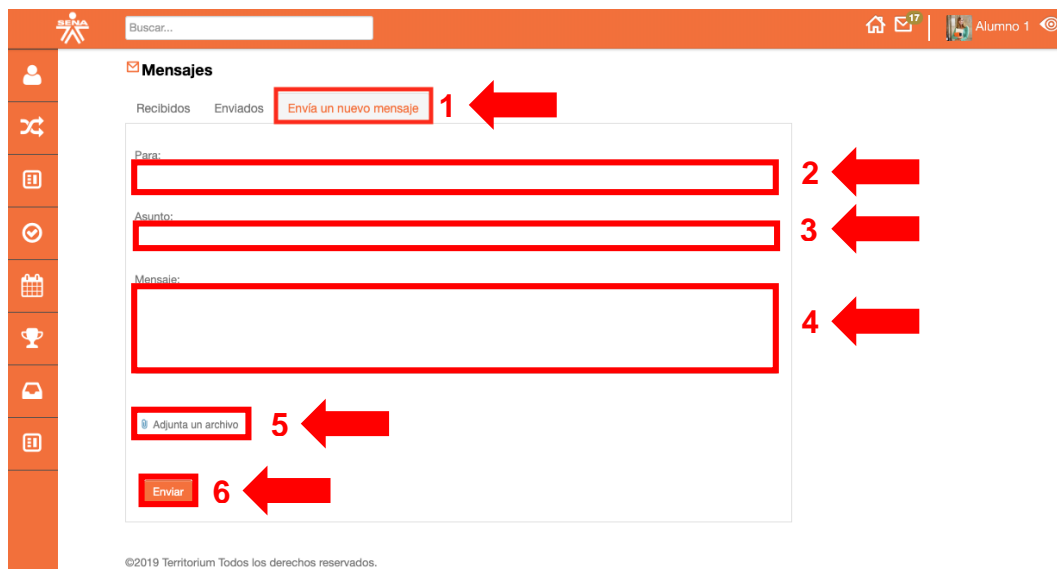 SENA
Buscar...
17
Alumno 1
Mensajes
Recibidos Enviados Envía un nuevo mensaje 1
Para:
2
Asunto:
3
Mensaje:
4
Adjunta un archivo 5
Enviar 6
©2019 Territorium Todos los derechos reservados.